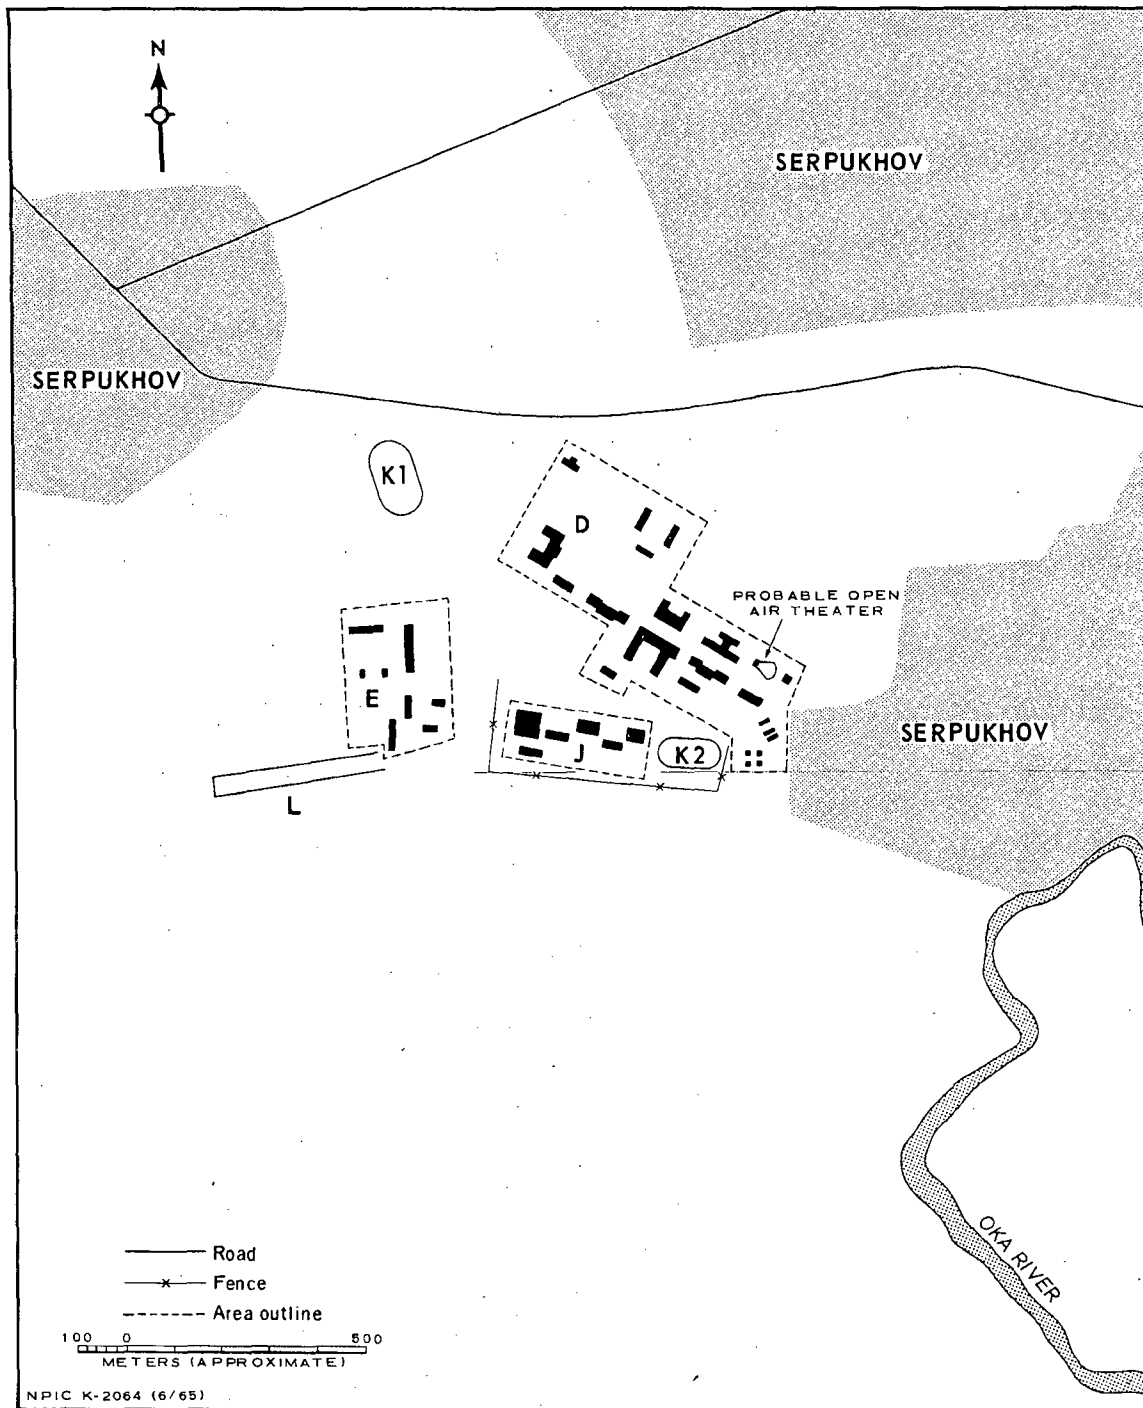 N
SERPUKHOV
SERPUKHOV
K1
D
PROBABLE OPEN
AIR THEATER
E
J
K2
SERPUKHOV
L
OKA RIVER
Road
Fence
Area outline
100 0 500
METERS (APPROXIMATE)
NPIC K-2064 (6/65)